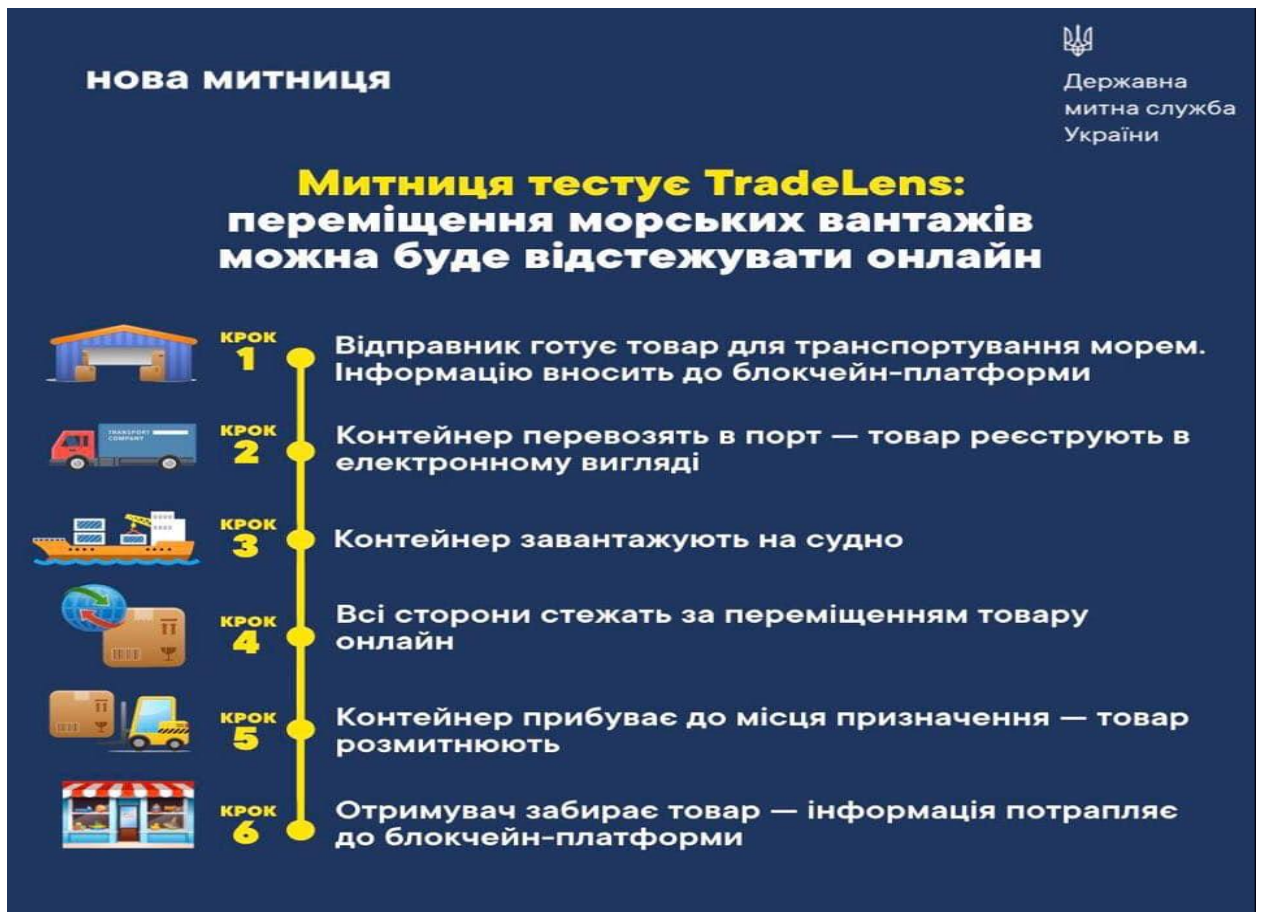 нова митниця
Державна
митна служба
України
Митниця тестує TradeLens:
переміщення морських вантажів
можна буде відстежувати онлайн
КРОК
1
Відправник готує товар для транспортування морем.
Інформацію вносить до блокчейн-платформи
TRANSPORT
COMPANY
КРОК
2
Контейнер перевозять в порт — товар реєструють в
електронному вигляді
КРОК
3
Контейнер завантажують на судно
КРОК
4
Всі сторони стежать за переміщенням товару
онлайн
КРОК
5
Контейнер прибуває до місця призначення — товар
розмитнюють
КРОК
6
Отримувач забирає товар — інформація потрапляє
до блокчейн-платформи